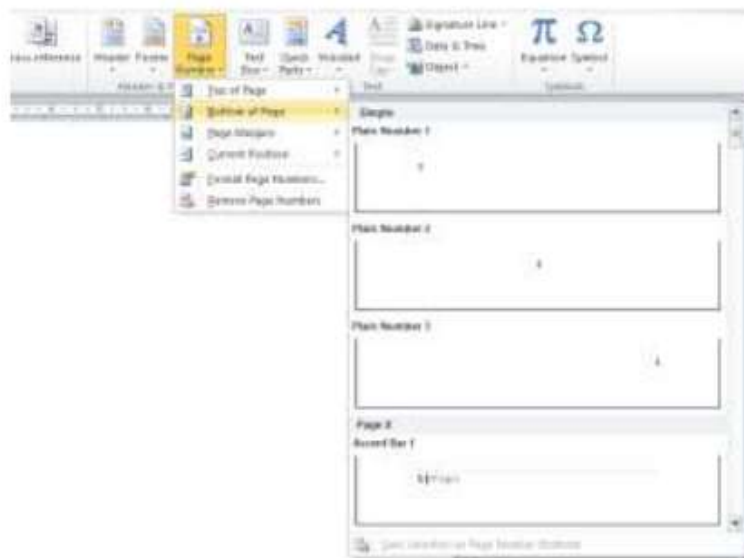 Signature Line
Date & Time
Object
Header Footer Page Number Text Box Quick Parts WordArt Drop Cap
Equation Symbol
Text
Symbols
Top of Page
Bottom of Page
Page Margins
Current Position
Format Page Numbers...
Remove Page Numbers
Simple
Plain Number 1
Plain Number 2
Plain Number 3
Page X
Accent Bar 1